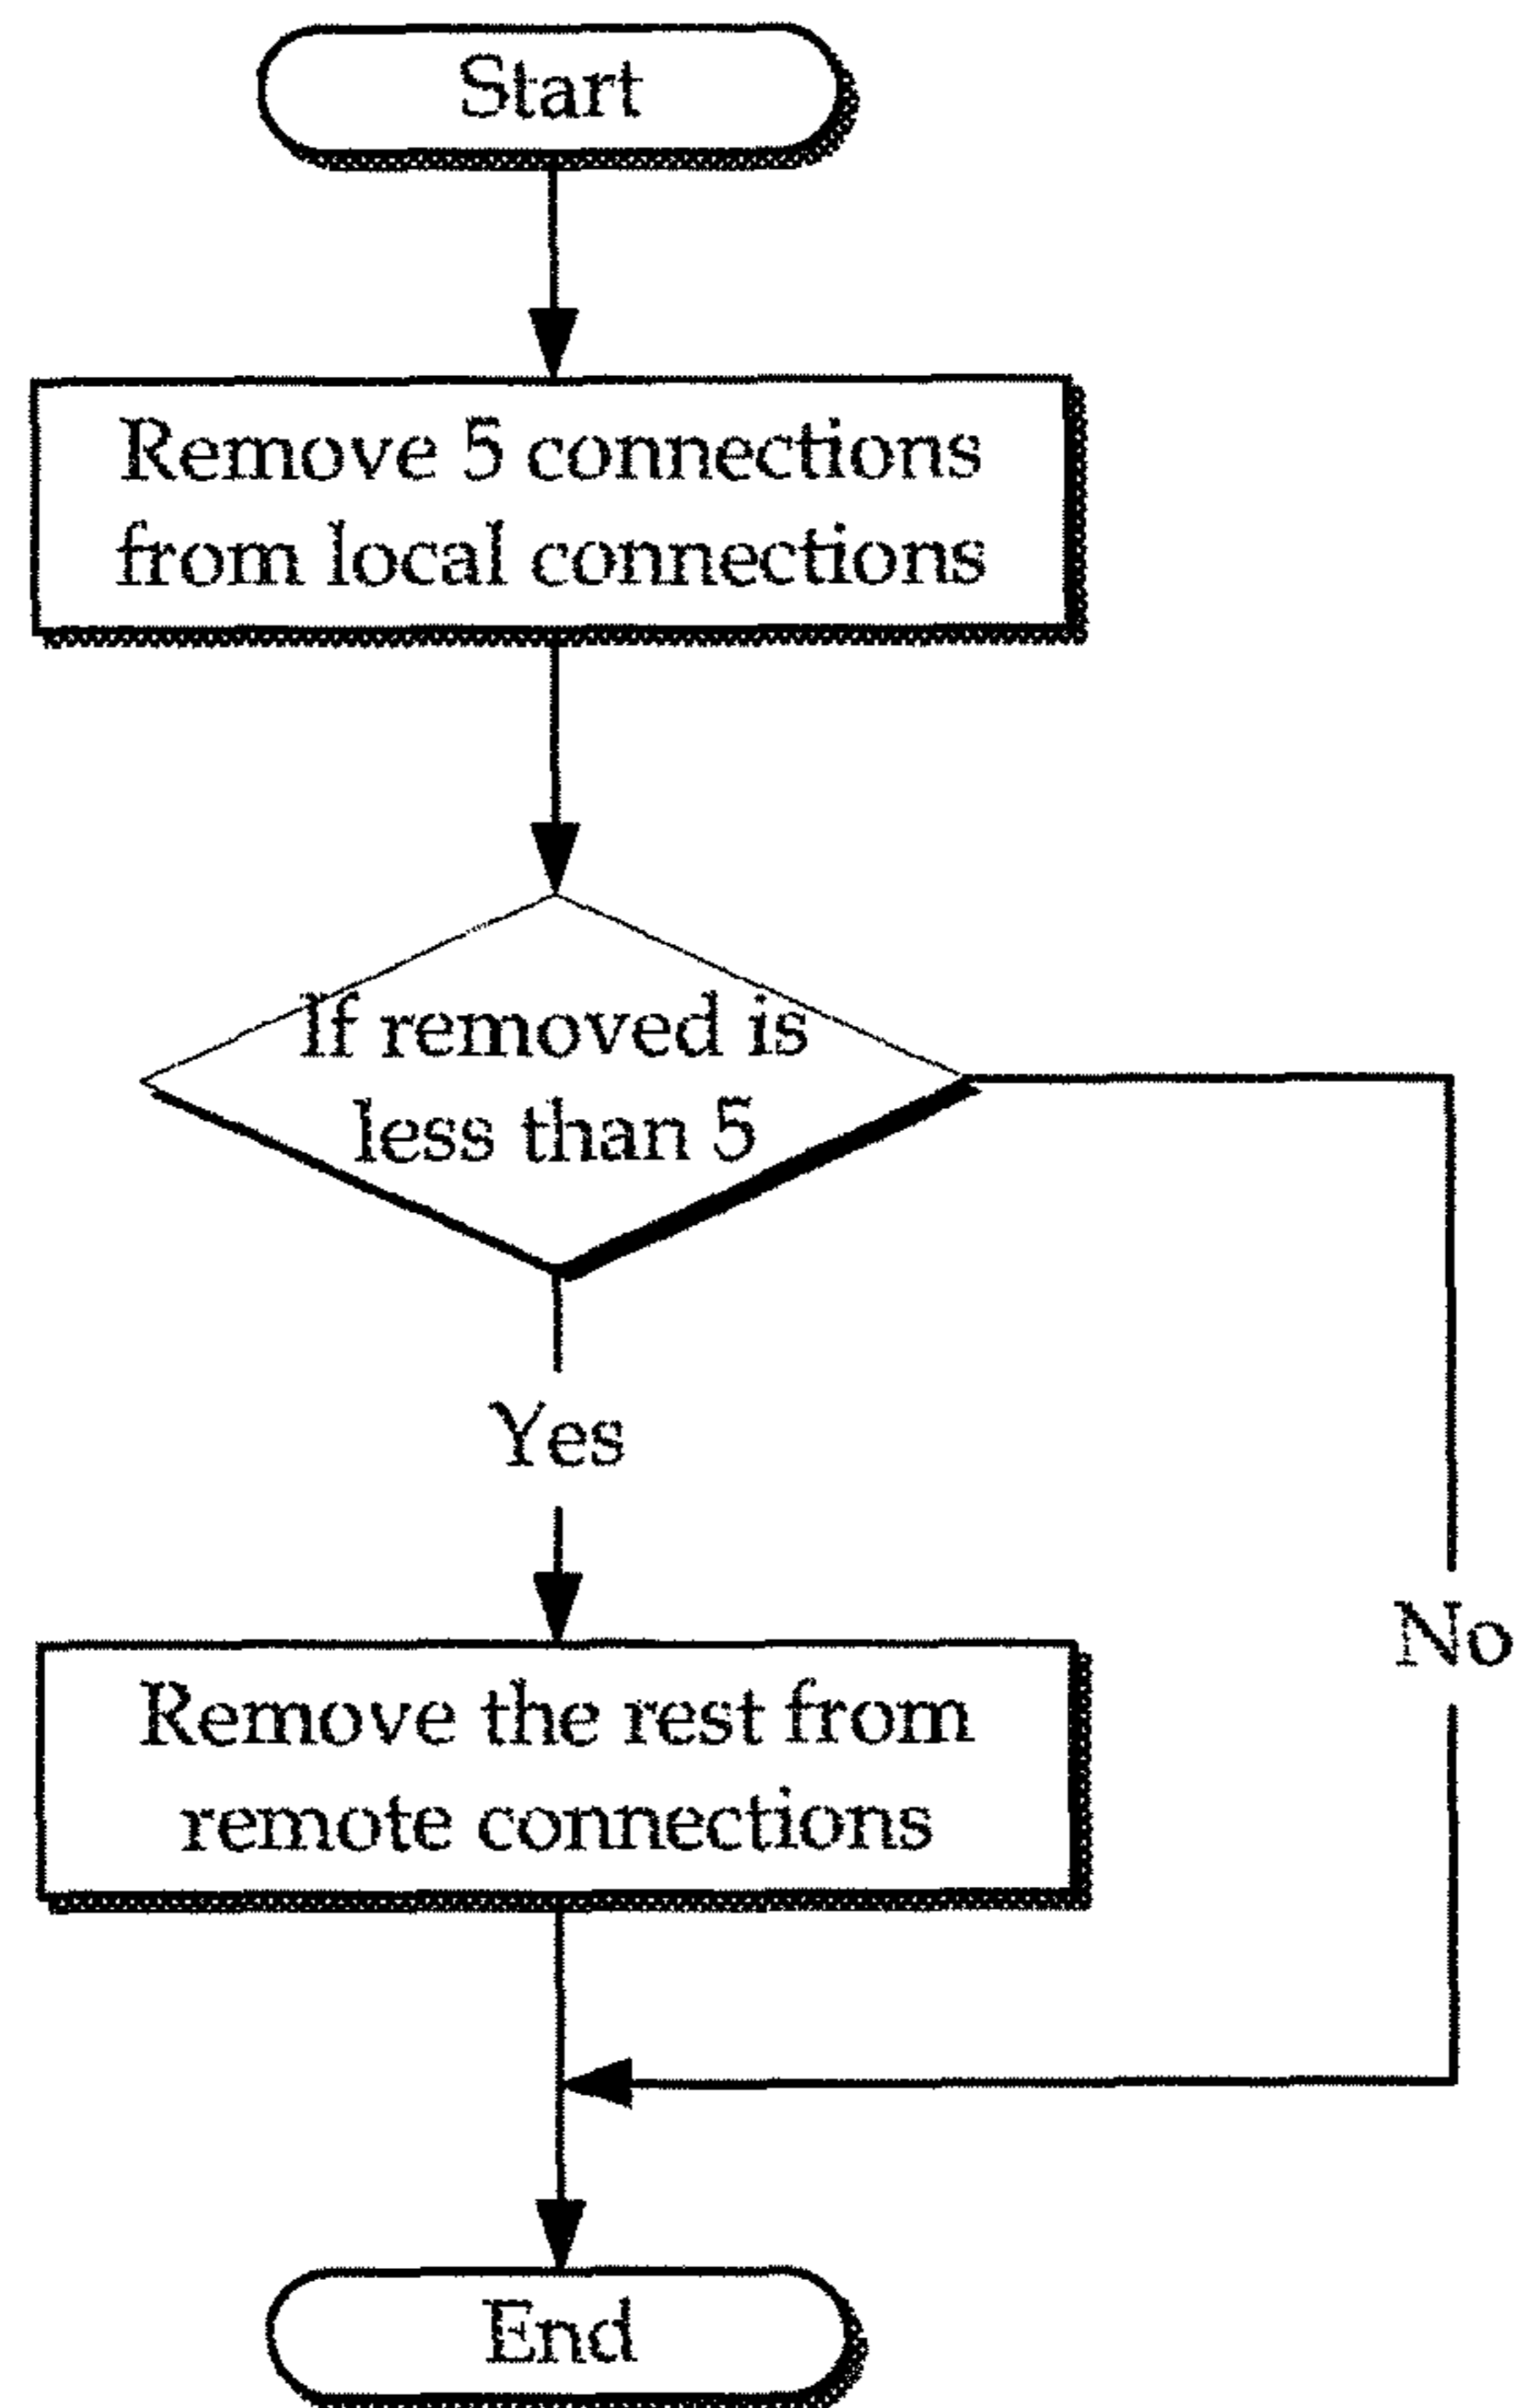 Start
Remove 5 connections
from local connections
If removed is
less than 5
Yes
No
Remove the rest from
remote connections
End